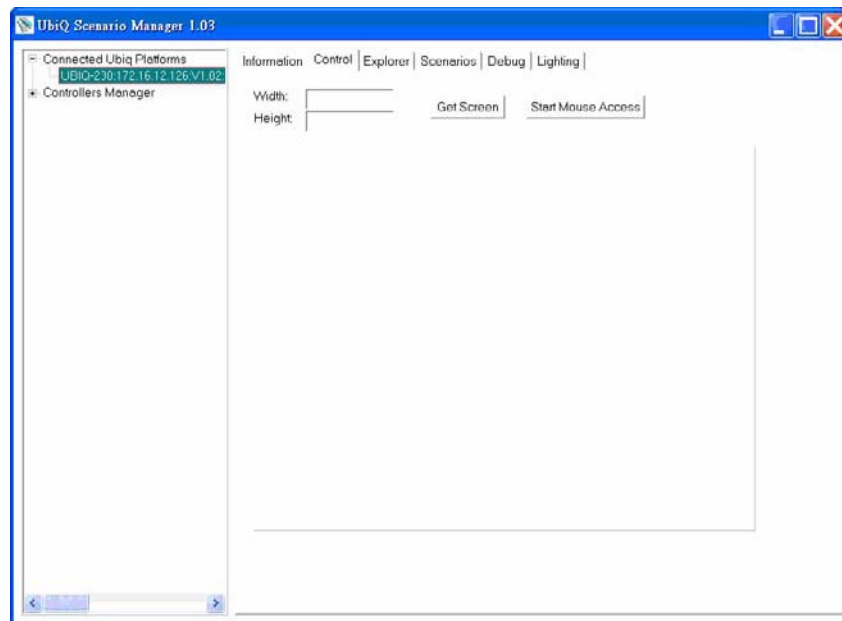 UbiQ Scenario Manager 1.03
Connected Ubiq Platforms
UBIQ-230:172.16.12.126:V1.02:
Controllers Manager
Information Control Explorer Scenarios Debug Lighting
Width:
Height:
Get Screen Start Mouse Access